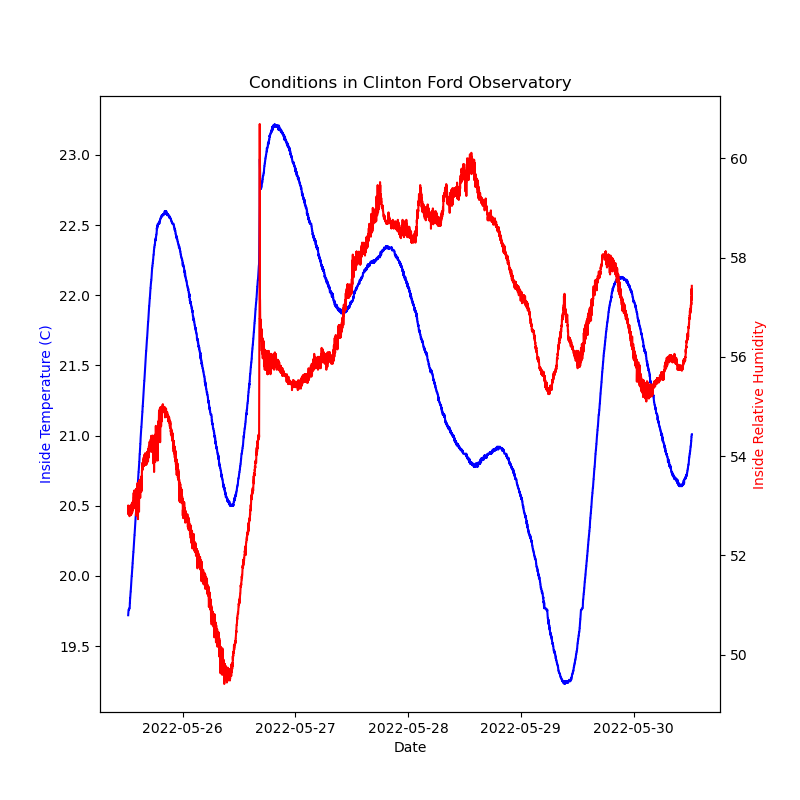 Conditions in Clinton Ford Observatory
23.0
22.5
22.0
21.5
21.0
20.5
20.0
19.5
Inside Temperature (C)
60
58
56
54
52
50
Inside Relative Humidity
2022-05-26 2022-05-27 2022-05-28 2022-05-29 2022-05-30
Date